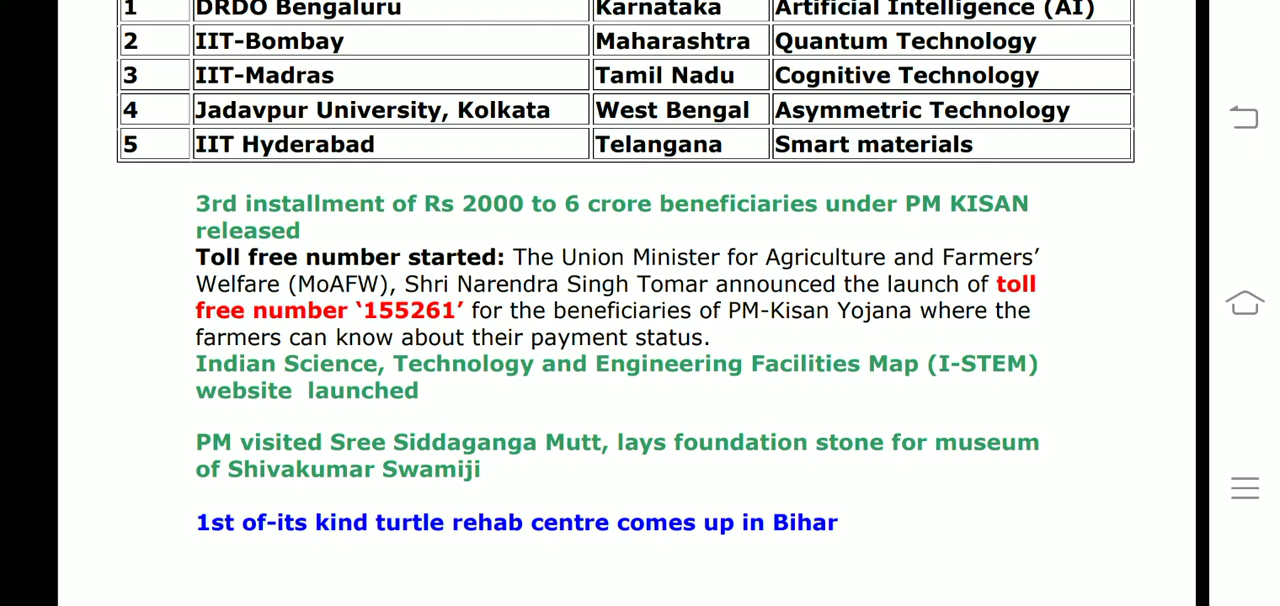 1 DRDO Bengaluru Karnataka Artificial Intelligence (AI)
2 IIT-Bombay Maharashtra Quantum Technology
3 IIT-Madras Tamil Nadu Cognitive Technology
4 Jadavpur University, Kolkata West Bengal Asymmetric Technology
5 IIT Hyderabad Telangana Smart materials
3rd installment of Rs 2000 to 6 crore beneficiaries under PM KISAN
released
Toll free number started: The Union Minister for Agriculture and Farmers’
Welfare (MoAFW), Shri Narendra Singh Tomar announced the launch of toll
free number ‘155261’ for the beneficiaries of PM-Kisan Yojana where the
farmers can know about their payment status.
Indian Science, Technology and Engineering Facilities Map (I-STEM)
website  launched
PM visited Sree Siddaganga Mutt, lays foundation stone for museum
of Shivakumar Swamiji
1st of-its kind turtle rehab centre comes up in Bihar